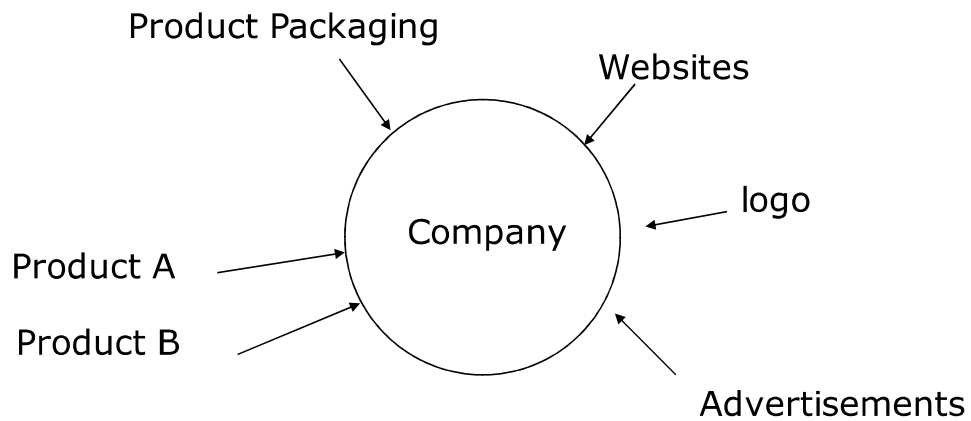 Product Packaging
Websites
logo
Company
Product A
Product B
Advertisements